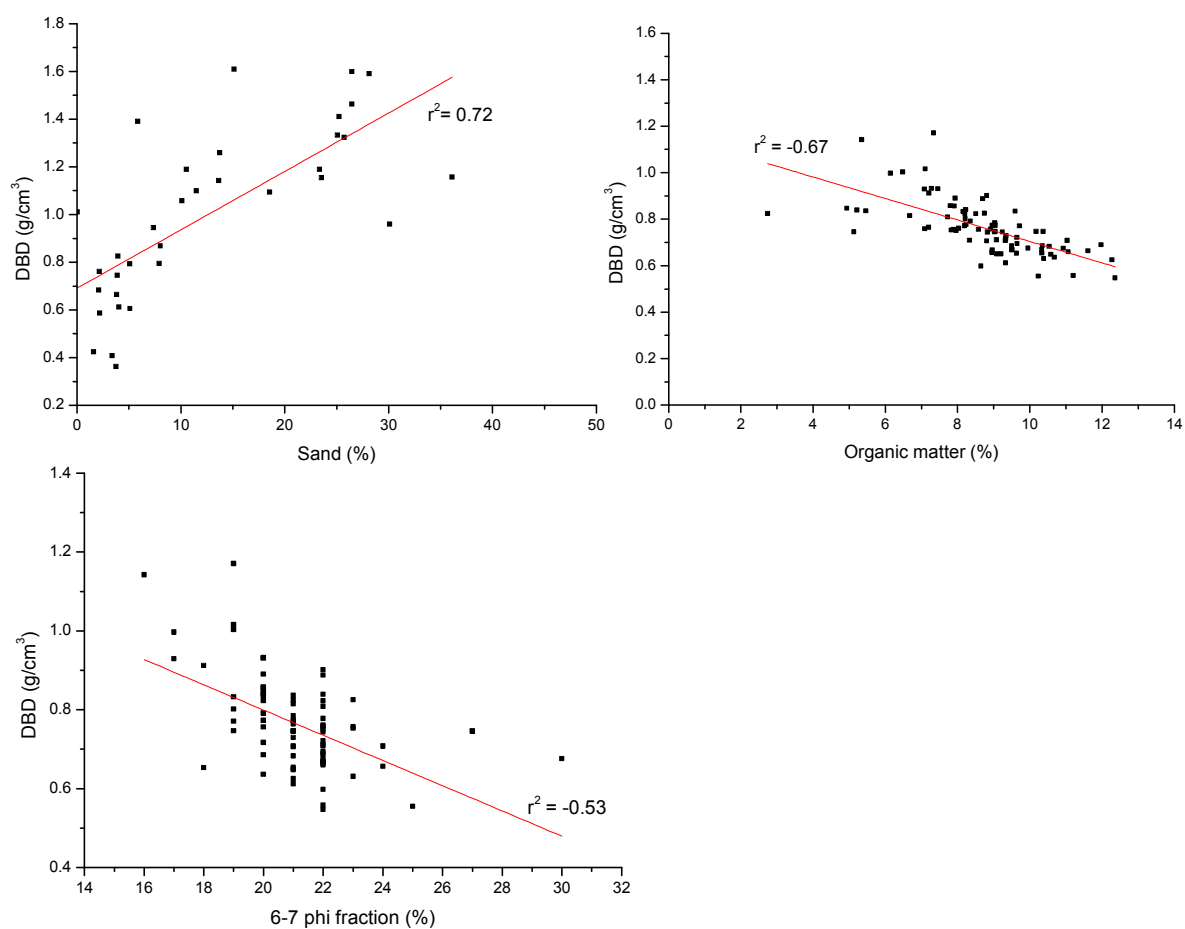 1.8
1.6
1.4
1.2
1.0
0.8
0.6
0.4
0.2
DBD (g/cm³)
r²= 0.72
0 10 20 30 40 50
Sand (%)
1.6
1.4
1.2
1.0
0.8
0.6
0.4
0.2
0.0
DBD (g/cm³)
r² = -0.67
0 2 4 6 8 10 12 14
Organic matter (%)
1.4
1.2
1.0
0.8
0.6
0.4
DBD (g/cm³)
r² = -0.53
14 16 18 20 22 24 26 28 30 32
6-7 phi fraction (%)